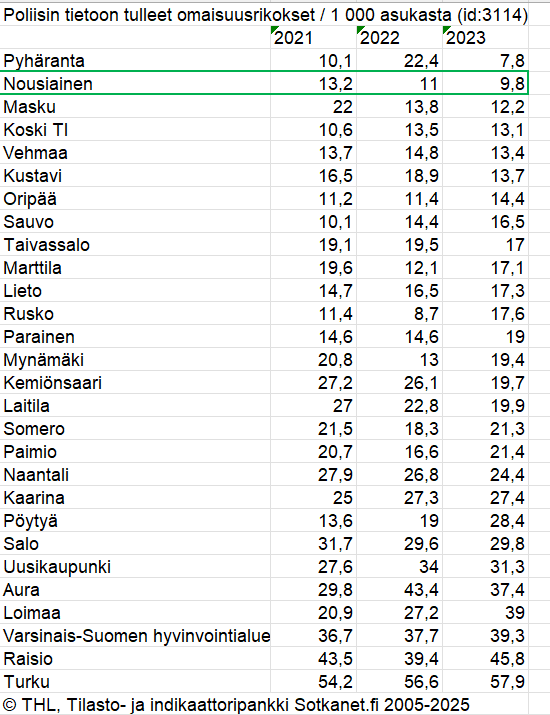 Poliisin tietoon tulleet omaisuusrikokset / 1 000 asukasta (id:3114)
2021 2022 2023
Pyhäranta 10,1 22,4 7,8
Nousiainen 13,2 11 9,8
Masku 22 13,8 12,2
Koski Tl 10,6 13,5 13,1
Vehmaa 13,7 14,8 13,4
Kustavi 16,5 18,9 13,7
Oripää 11,2 11,4 14,4
Sauvo 10,1 14,4 16,5
Taivassalo 19,1 19,5 17
Marttila 19,6 12,1 17,1
Lieto 14,7 16,5 17,3
Rusko 11,4 8,7 17,6
Parainen 14,6 14,6 19
Mynämäki 20,8 13 19,4
Kemiönsaari 27,2 26,1 19,7
Laitila 27 22,8 19,9
Somero 21,5 18,3 21,3
Paimio 20,7 16,6 21,4
Naantali 27,9 26,8 24,4
Kaarina 25 27,3 27,4
Pöytyä 13,6 19 28,4
Salo 31,7 29,6 29,8
Uusikaupunki 27,6 34 31,3
Aura 29,8 43,4 37,4
Loimaa 20,9 27,2 39
Varsinais-Suomen hyvinvointialue 36,7 37,7 39,3
Raisio 43,5 39,4 45,8
Turku 54,2 56,6 57,9
© THL, Tilasto- ja indikaattoripankki Sotkanet.fi 2005-2025